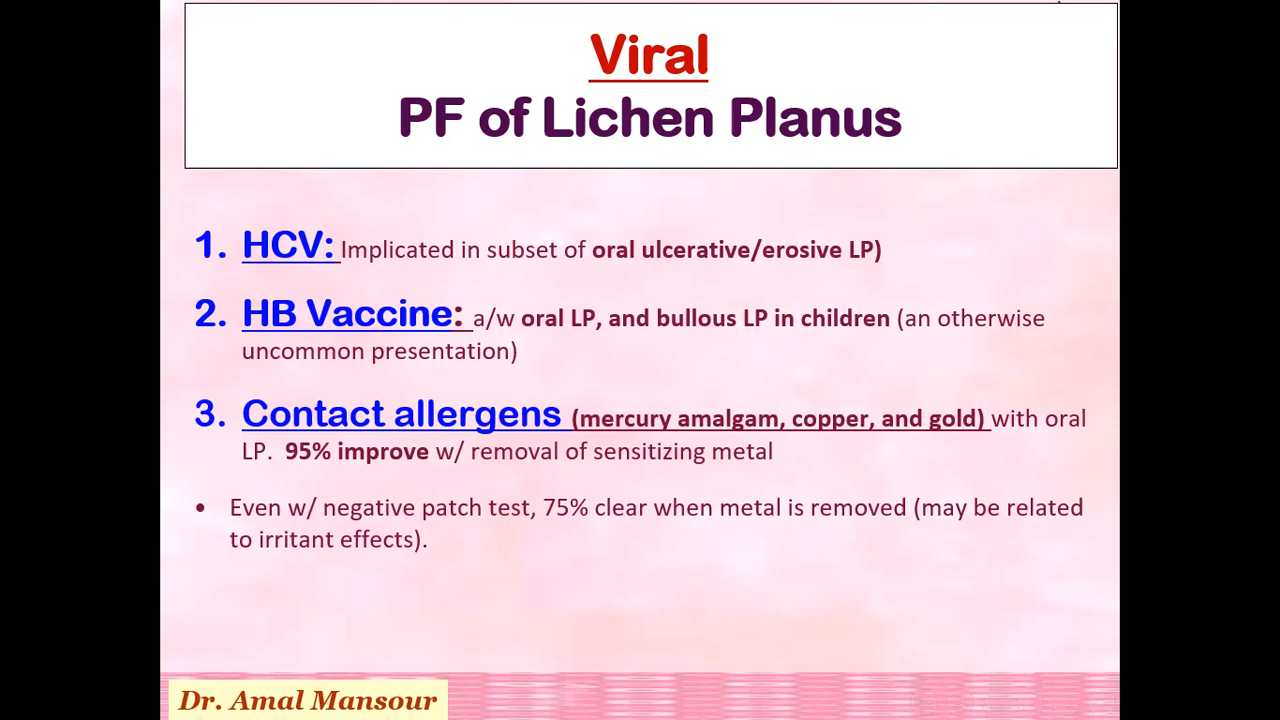 Viral
PF of Lichen Planus
1. HCV: Implicated in subset of oral ulcerative/erosive LP)
2. HB Vaccine: a/w oral LP, and bullous LP in children (an otherwise
uncommon presentation)
3. Contact allergens (mercury amalgam, copper, and gold) with oral
LP. 95% improve w/ removal of sensitizing metal
• Even w/ negative patch test, 75% clear when metal is removed (may be related
to irritant effects).
Dr. Amal Mansour